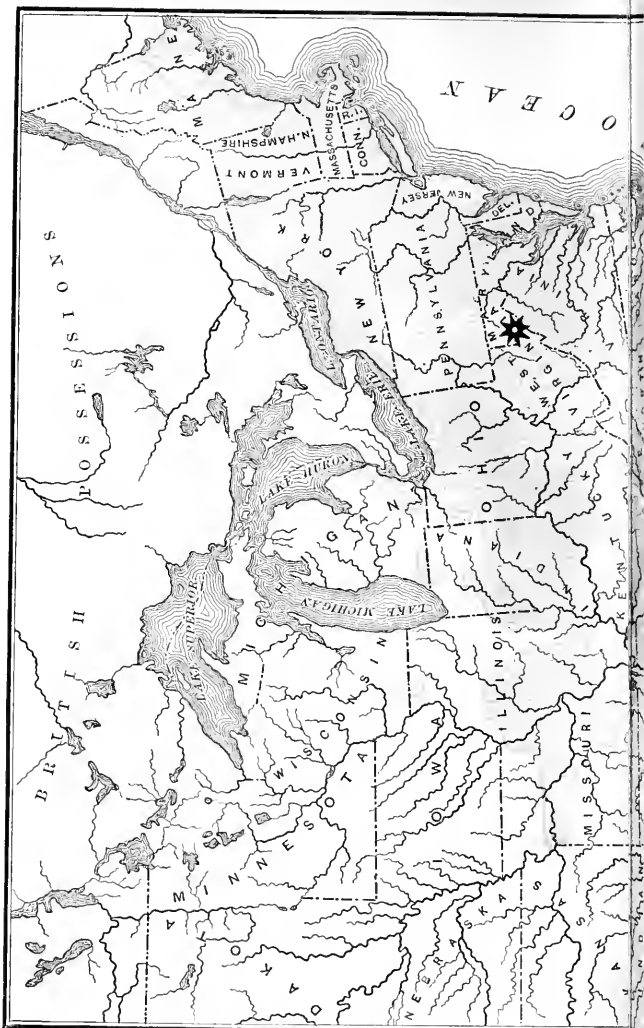 BRITISH POSSESSIONS
MAINE
VERMONT
N. HAMPSHIRE
MASSACHUSETTS
CONN.
R. I.
NEW YORK
L. ONTARIO
LAKE ERIE
LAKE HURON
LAKE SUPERIOR
LAKE MICHIGAN
MICHIGAN
WISCONSIN
MINNESOTA
DAKOTA
NEBRASKA
IOWA
ILLINOIS
INDIANA
OHIO
PENNSYLVANIA
NEW JERSEY
DEL.
MARYLAND
WEST
VIRGINIA
VIRGINIA
KENTUCKY
MISSOURI
KANSAS
OCEAN